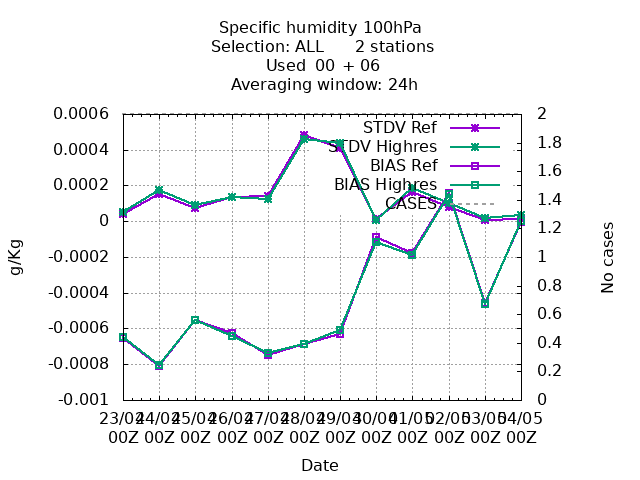 Specific humidity 100hPa
Selection: ALL 2 stations
Used 00 + 06
Averaging window: 24h
0.0006
0.0004
0.0002
0
-0.0002
-0.0004
-0.0006
-0.0008
-0.001
g/Kg
STDV Ref
STDV Highres
BIAS Ref
BIAS Highres
CASES
2
1.8
1.6
1.4
1.2
1
0.8
0.6
0.4
0.2
0
No cases
23/04 24/04 25/04 26/04 27/04 28/04 29/04 30/04 01/05 02/05 03/05 04/05
00Z 00Z 00Z 00Z 00Z 00Z 00Z 00Z 00Z 00Z 00Z 00Z
Date